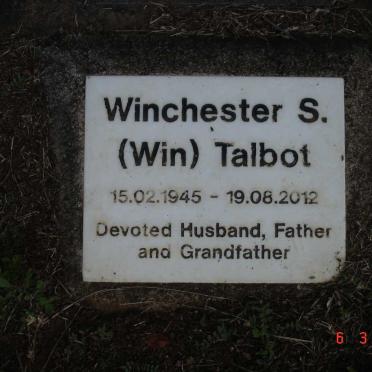 Winchester S.
(Win) Talbot
15.02.1945 - 19.08.2012
Devoted Husband, Father
and Grandfather
6 3